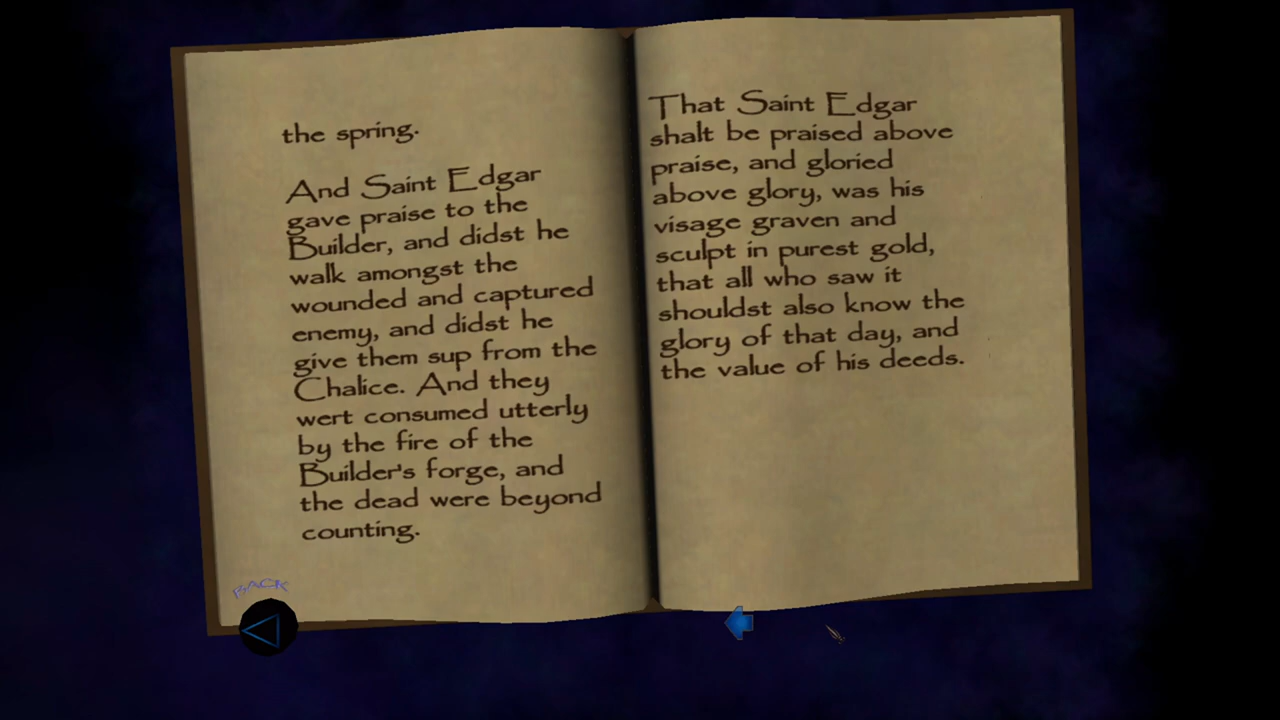 the spring.
And Saint Edgar
gave praise to the
Builder, and didst he
walk amongst the
wounded and captured
enemy, and didst he
give them sup from the
Chalice. And they
wert consumed utterly
by the fire of the
Builder's forge, and
the dead were beyond
counting.
That Saint Edgar
shalt be praised above
praise, and gloried
above glory, was his
visage graven and
sculpt in purest gold,
that all who saw it
shouldst also know the
glory of that day, and
the value of his deeds.
BACK